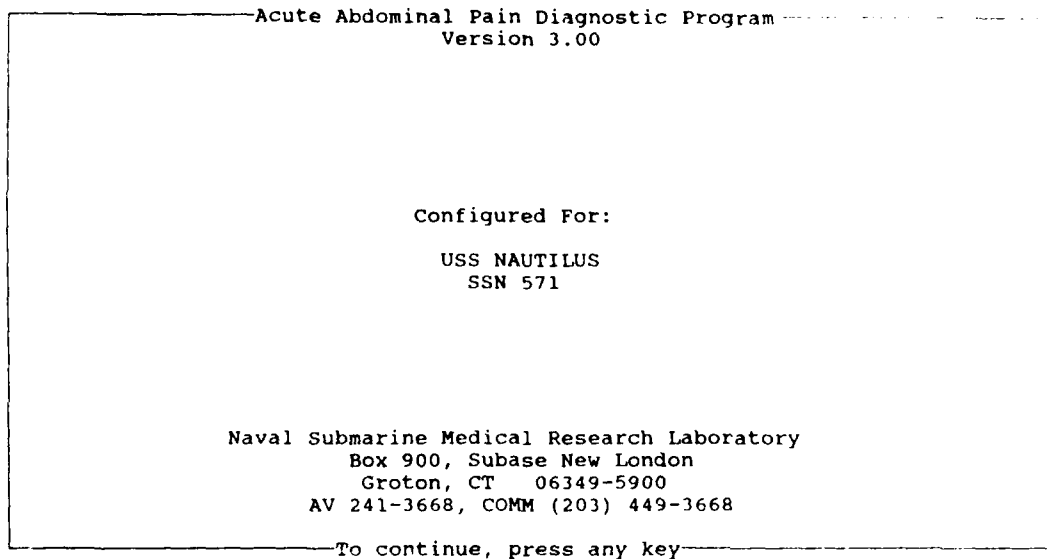 Acute Abdominal Pain Diagnostic Program
Version 3.00
Configured For:
USS NAUTILUS
SSN 571
Naval Submarine Medical Research Laboratory
Box 900, Subase New London
Groton, CT 06349-5900
AV 241-3668, COMM (203) 449-3668
To continue, press any key